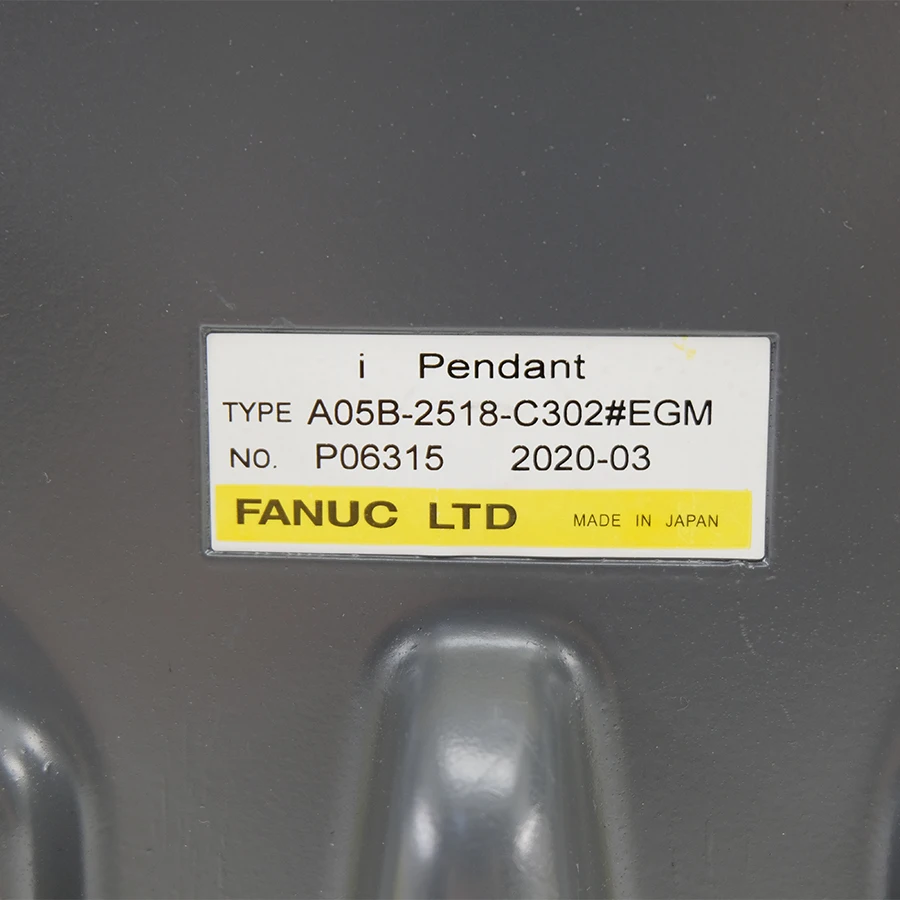 i Pendant
TYPE A05B-2518-C302#EGM
NO. P06315 2020-03
FANUC LTD MADE IN JAPAN